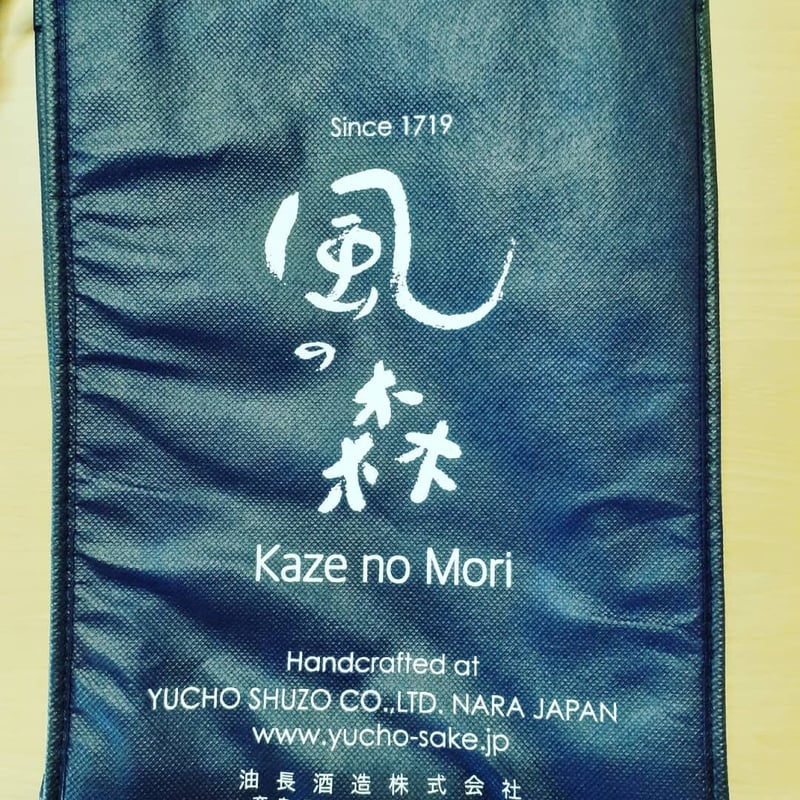 Since 1719
風
の
森
Kaze no Mori
Handcrafted at
YUCHO SHUZO CO.,LTD. NARA JAPAN
www.yucho-sake.jp
油長酒造株式会社